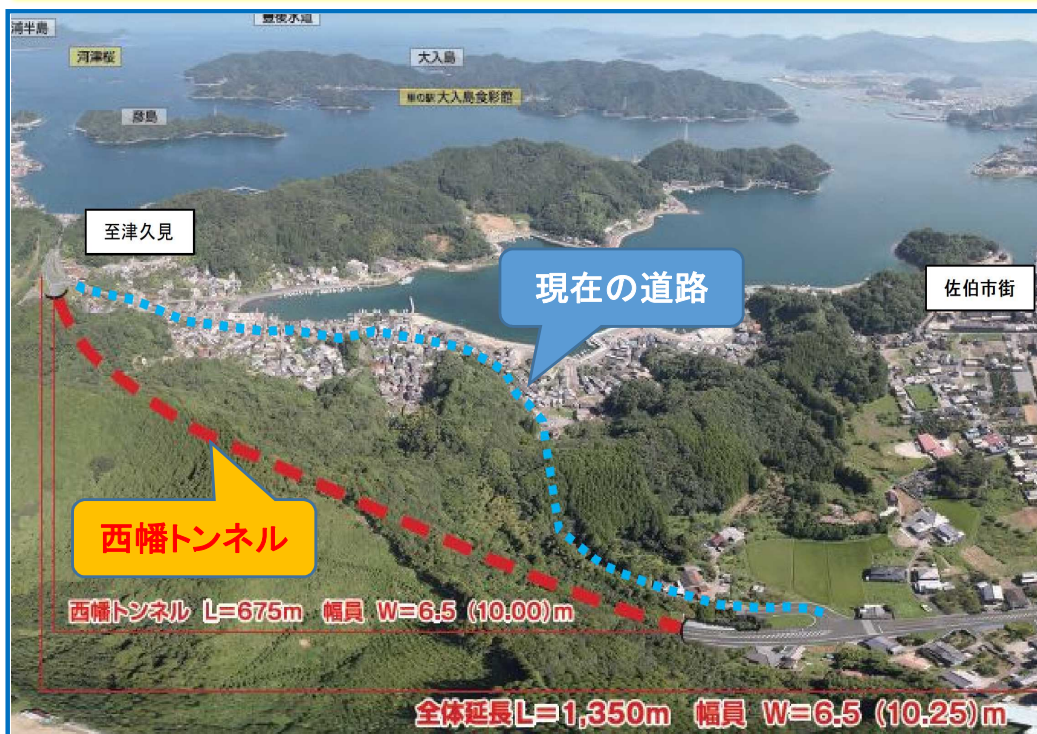 浦半島
豊後水道
河津桜
大入島
里の駅 大入島食彩館
彦島
至津久見
現在の道路
佐伯市街
西幡トンネル
西幡トンネル L=675m 幅員 W=6.5 (10.00) m
全体延長L=1,350m 幅員 W=6.5 (10.25) m